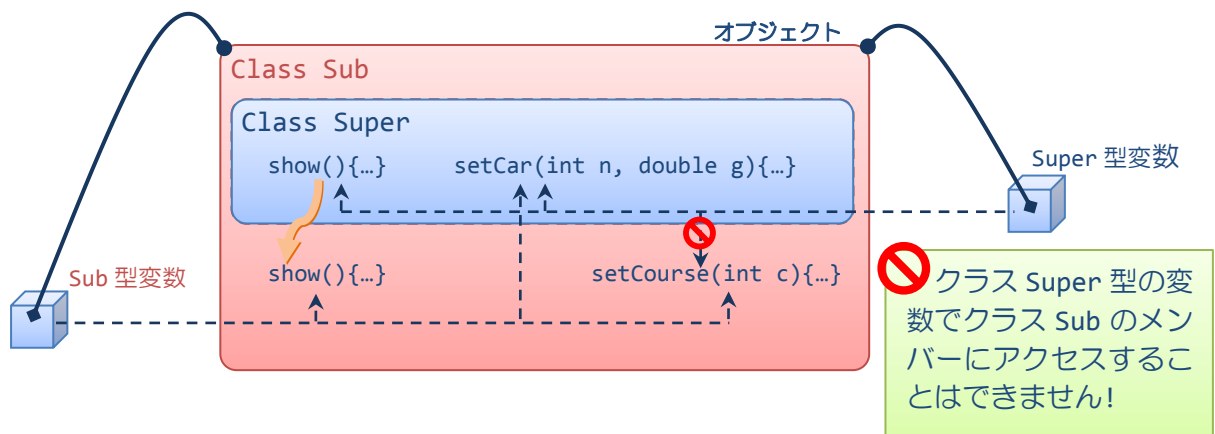 オブジェクト
Class Sub
Class Super
show(){…} setCar(int n, double g){…}
Super 型変数
show(){…} setCourse(int c){…}
Sub 型変数
クラス Super 型の変
数でクラス Sub のメン
バーにアクセスするこ
とはできません!